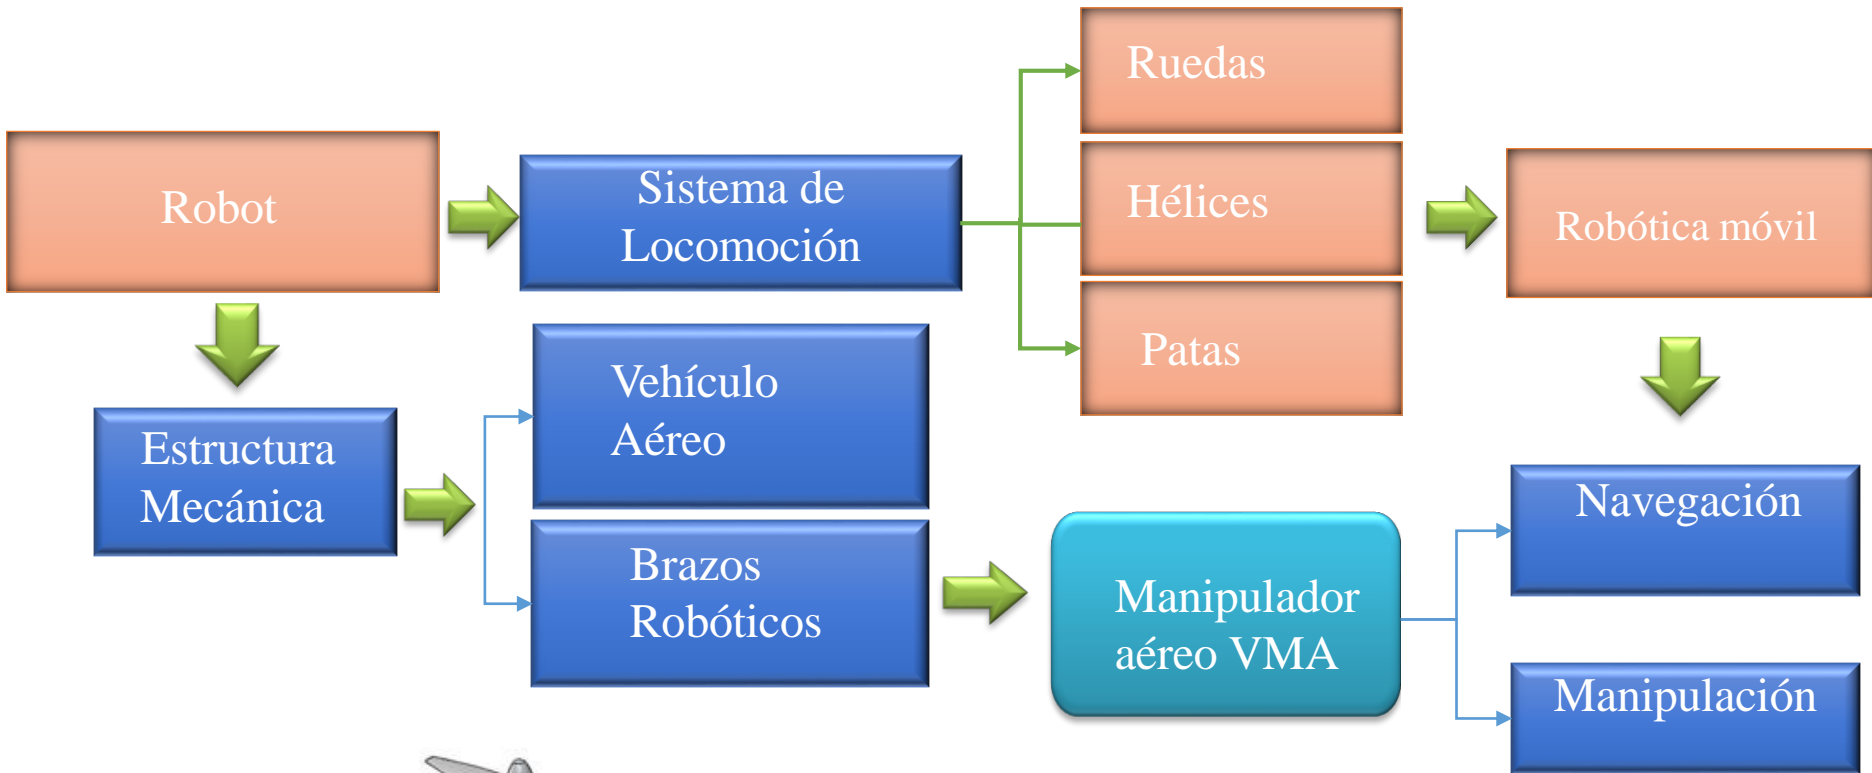 Robot
Sistema de
Locomoción
Ruedas
Hélices
Patas
Robótica móvil
Estructura
Mecánica
Vehículo
Aéreo
Brazos
Robóticos
Manipulador
aéreo VMA
Navegación
Manipulación